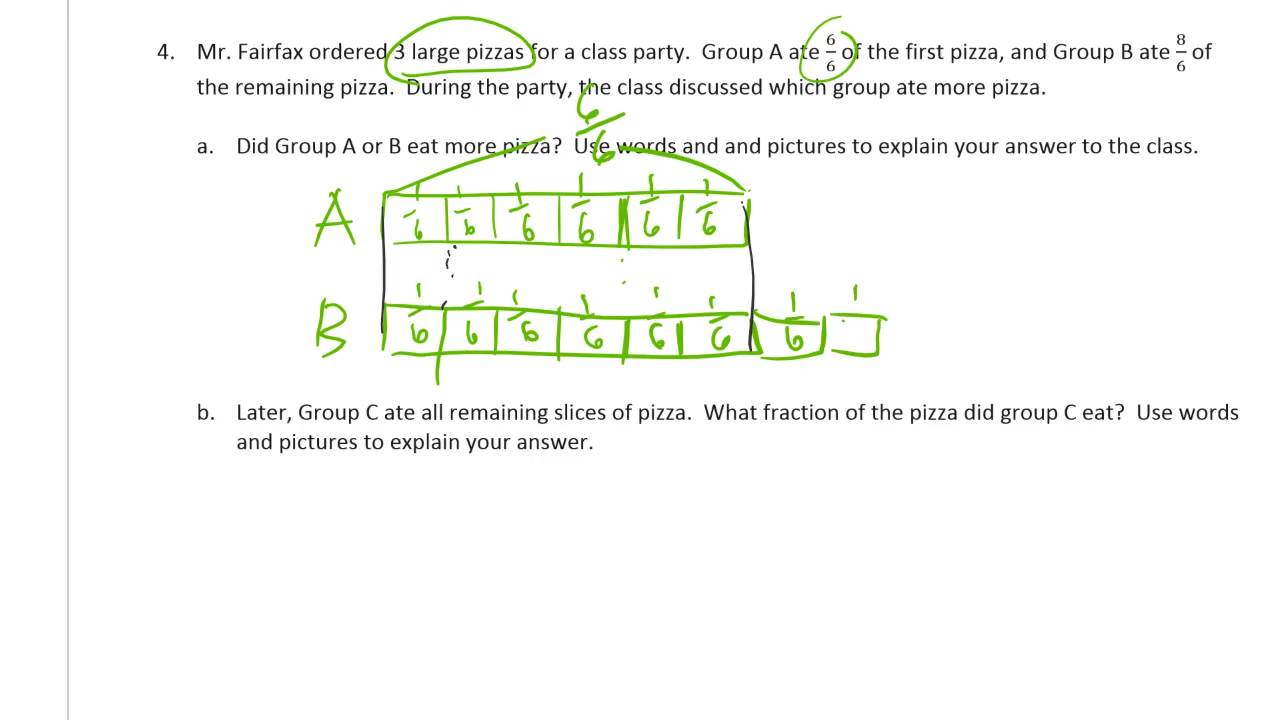 4. Mr. Fairfax ordered 3 large pizzas for a class party. Group A ate 6/6 of the first pizza, and Group B ate 8/6 of
the remaining pizza. During the party, the class discussed which group ate more pizza.
6/6
a. Did Group A or B eat more pizza? Use words and and pictures to explain your answer to the class.
A 1/6 1/6 1/6 1/6 1/6 1/6
B 1/6 1/6 1/6 1/6 1/6 1/6 1/6 1
b. Later, Group C ate all remaining slices of pizza. What fraction of the pizza did group C eat? Use words
and pictures to explain your answer.